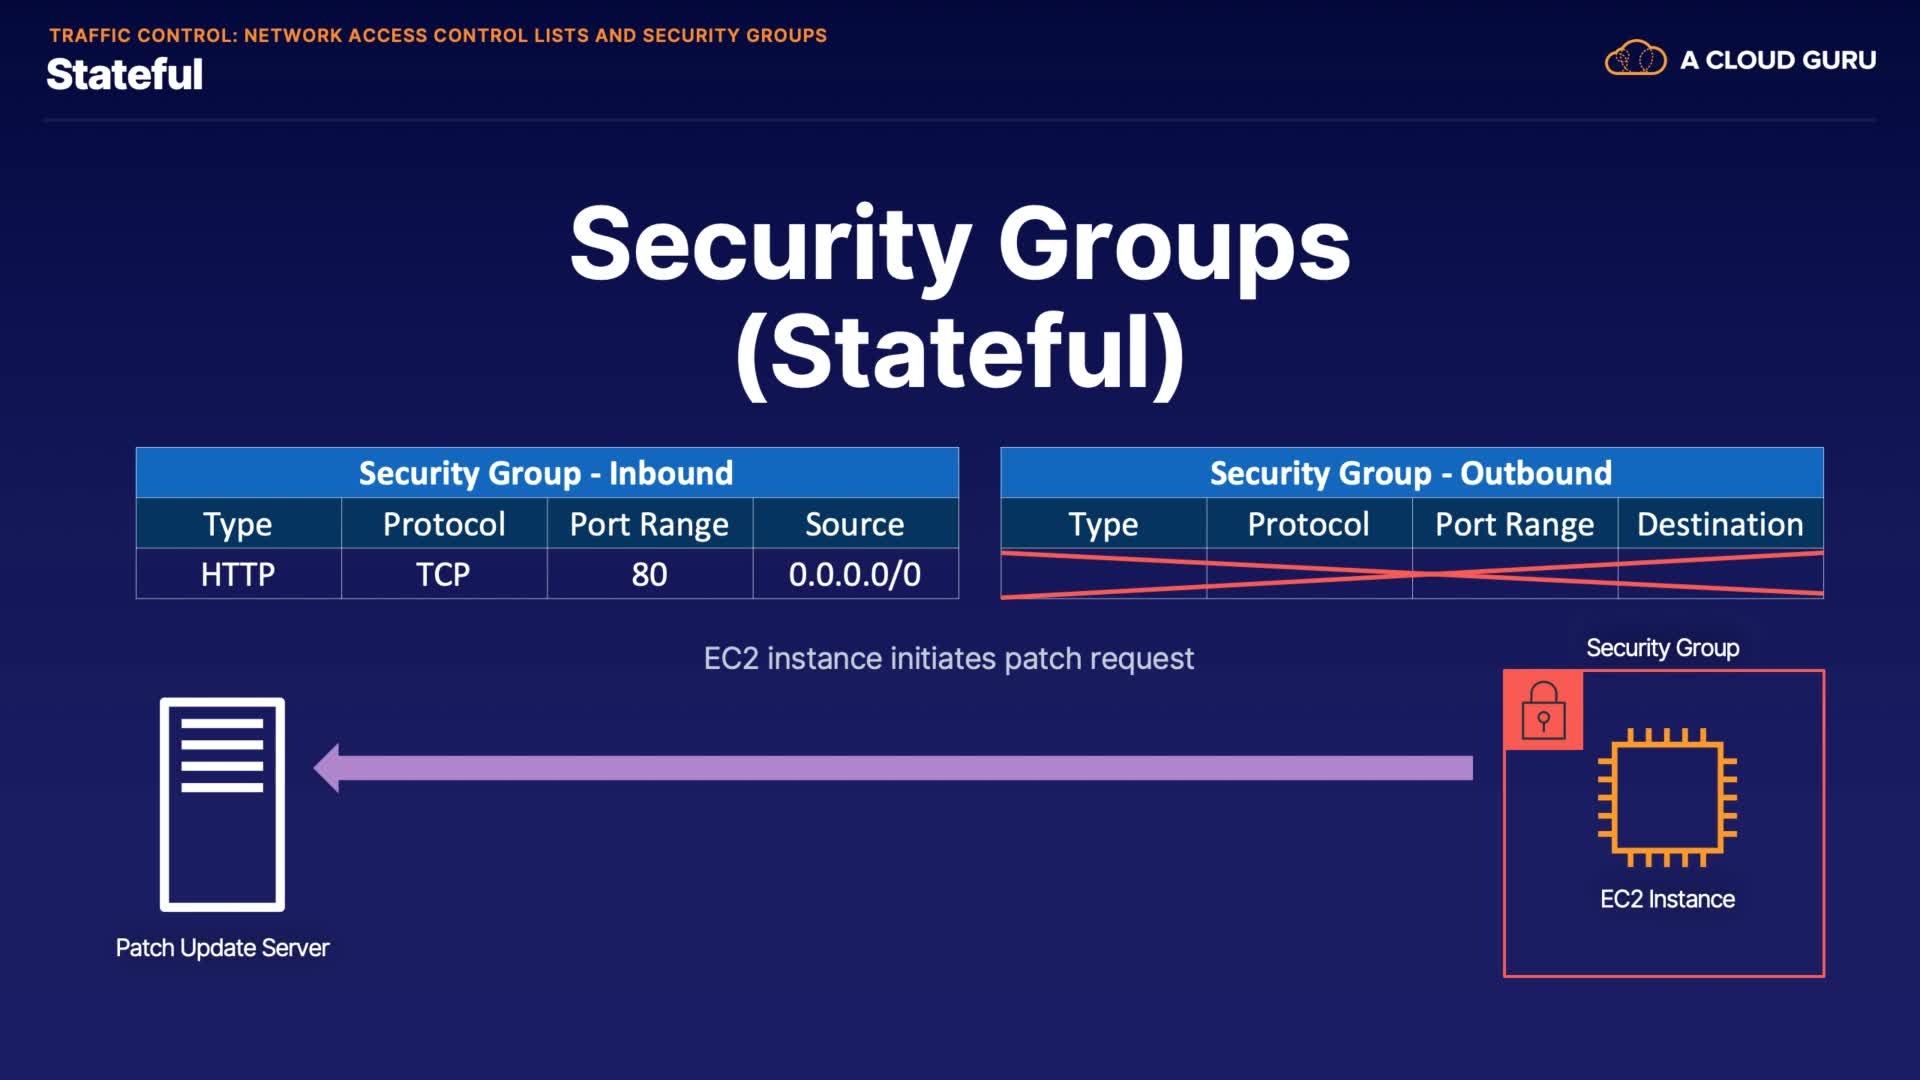 TRAFFIC CONTROL: NETWORK ACCESS CONTROL LISTS AND SECURITY GROUPS
Stateful
A CLOUD GURU
Security Groups
(Stateful)
Security Group - Inbound
Type Protocol Port Range Source
HTTP TCP 80 0.0.0.0/0
Security Group - Outbound
Type Protocol Port Range Destination
EC2 instance initiates patch request
Security Group
EC2 Instance
Patch Update Server